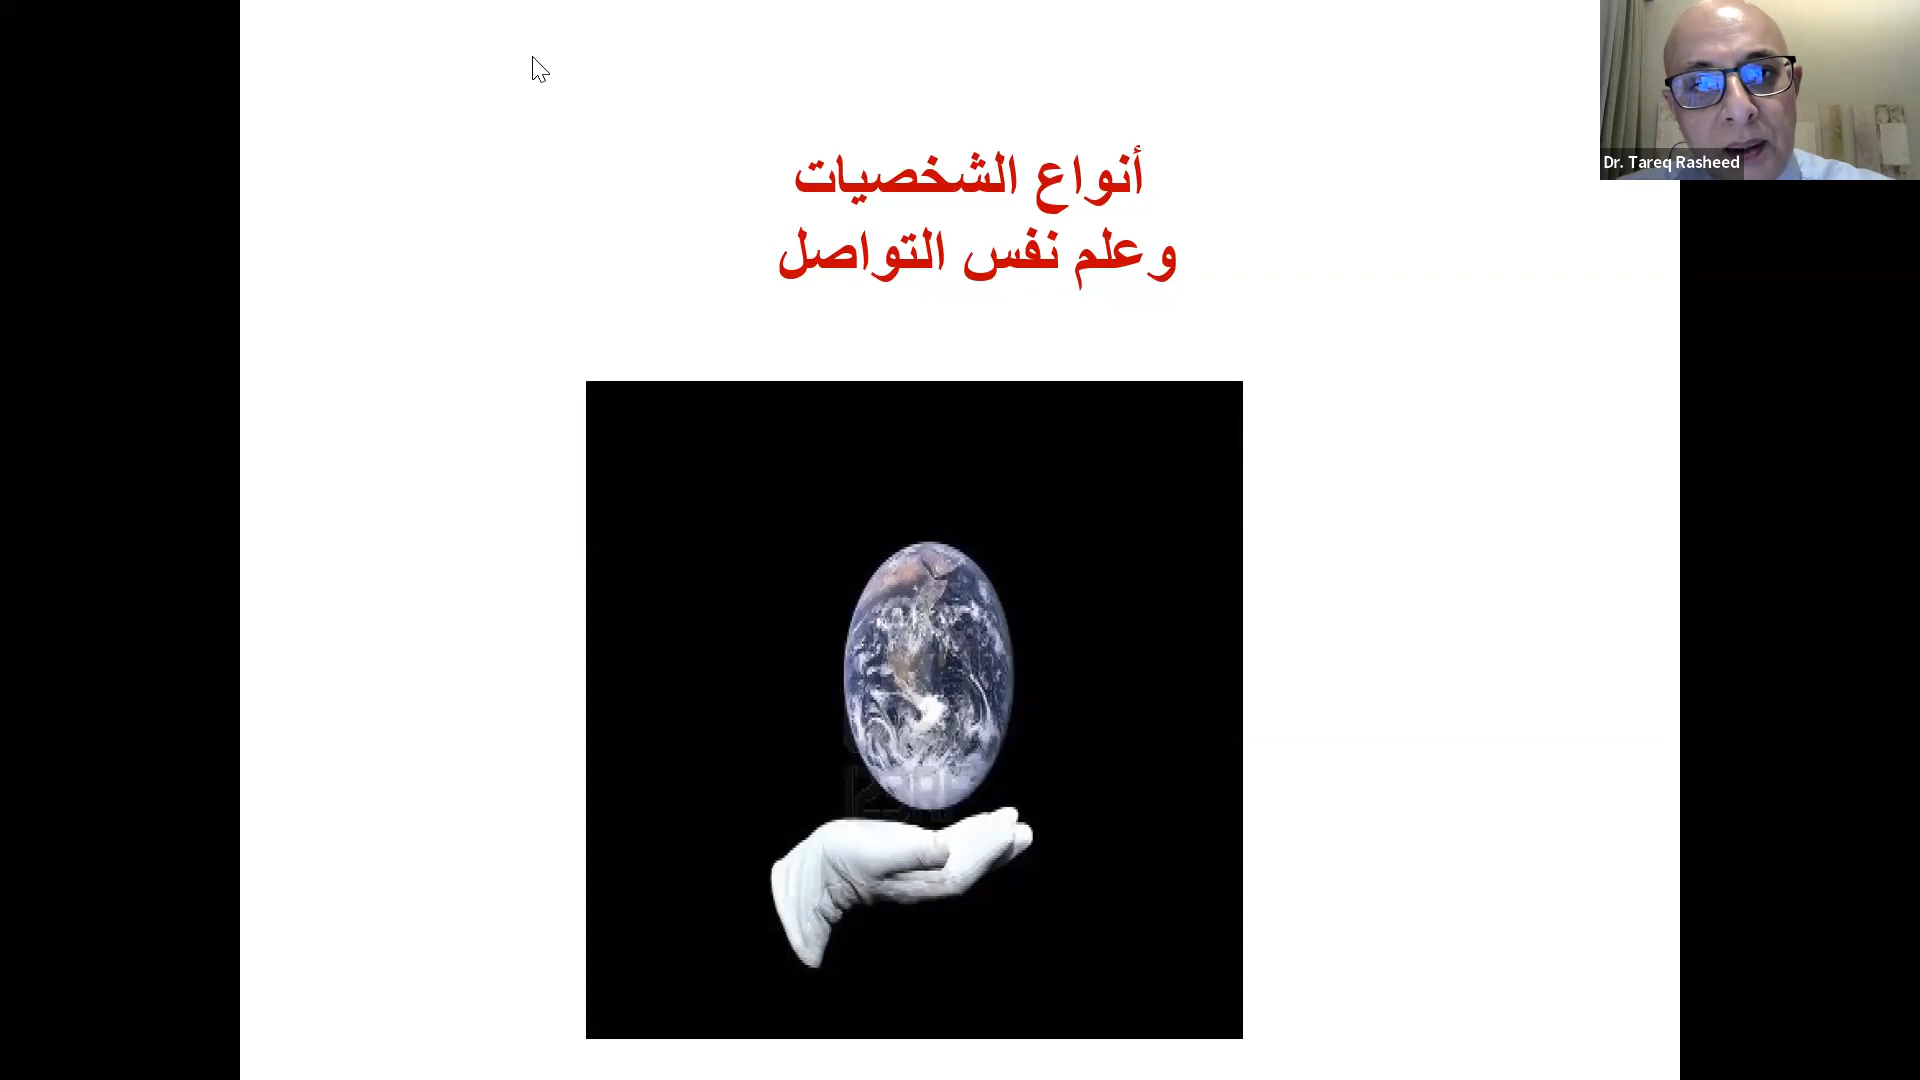 أنواع الشخصيات
وعلم نفس التواصل
Dr. Tareq Rasheed